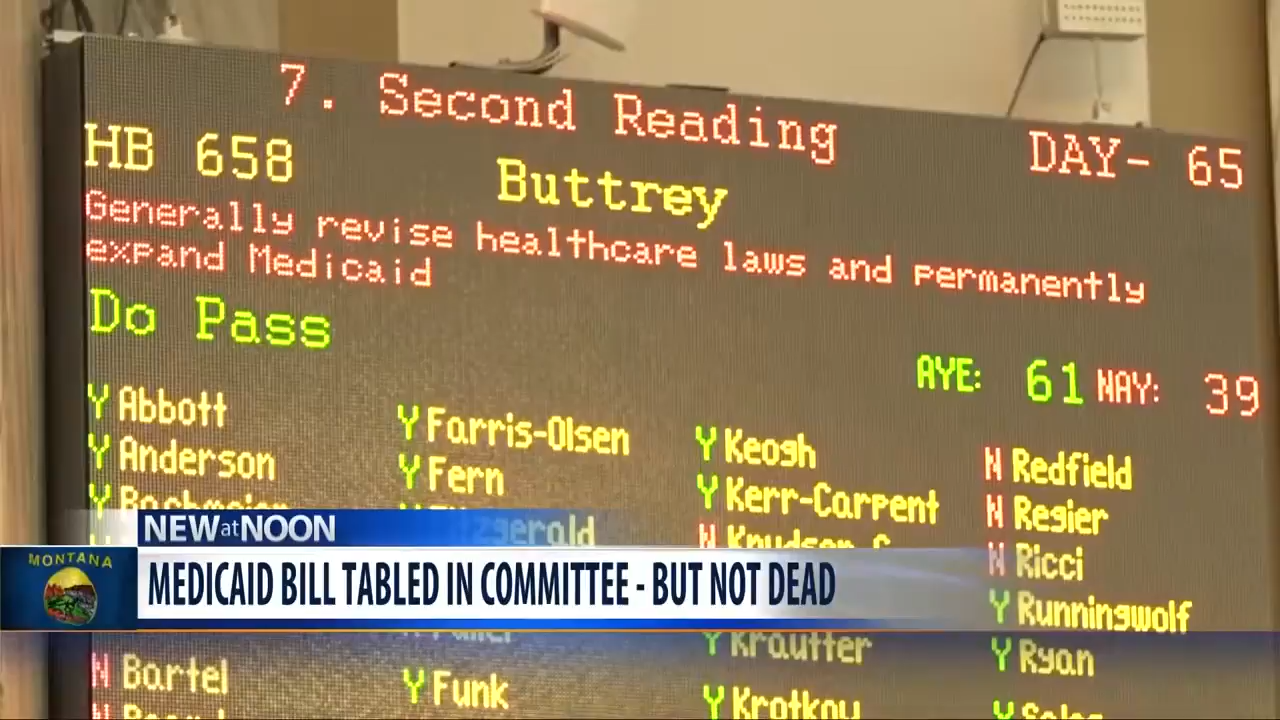 7. Second Reading DAY- 65
HB 658 Buttrey
Generally revise healthcare laws and permanently
expand Medicaid
Do Pass
AYE: 61 NAY: 39
Y Abbott
Y Anderson
Y
N Bartel
N
Y Farris-Olsen
Y Fern
Y Funk
Y Keogh
Y Kerr-Carpent
N Knudsen, C
Y Krautter
Y Krotkov
N Redfield
N Regier
N Ricci
Y Runningwolf
Y Ryan
Y
NEW at NOON
MONTANA
MEDICAID BILL TABLED IN COMMITTEE - BUT NOT DEAD